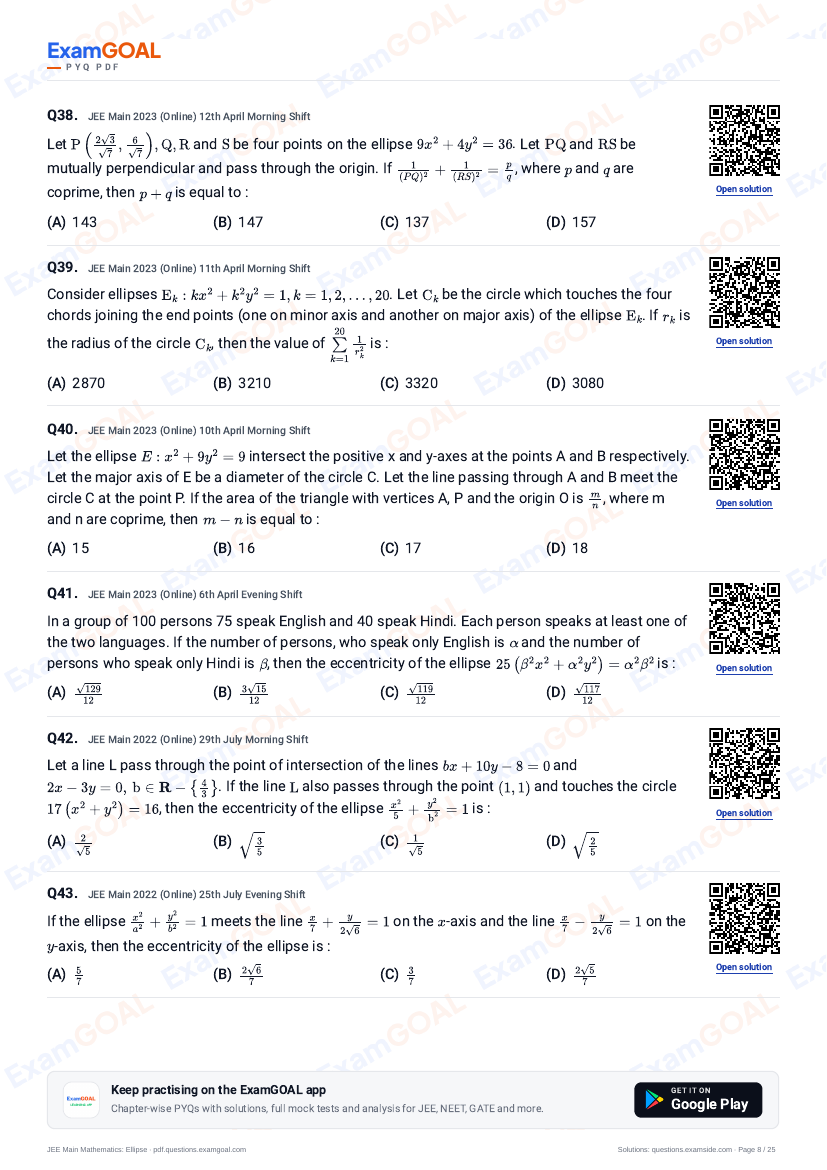 ExamGOAL
PYQ PDF
Q38. JEE Main 2023 (Online) 12th April Morning Shift
Let P (2√3/√7, 6/√7), Q, R and S be four points on the ellipse 9x² + 4y² = 36. Let PQ and RS be
mutually perpendicular and pass through the origin. If 1/(PQ)² + 1/(RS)² = p/q, where p and q are
coprime, then p + q is equal to :
(A) 143 (B) 147 (C) 137 (D) 157
Open solution
Q39. JEE Main 2023 (Online) 11th April Morning Shift
Consider ellipses Eₖ : kx² + k²y² = 1, k = 1, 2, …, 20. Let Cₖ be the circle which touches the four
chords joining the end points (one on minor axis and another on major axis) of the ellipse Eₖ. If rₖ is
the radius of the circle Cₖ, then the value of ∑_{k=1}^{20} 1/rₖ² is :
(A) 2870 (B) 3210 (C) 3320 (D) 3080
Open solution
Q40. JEE Main 2023 (Online) 10th April Morning Shift
Let the ellipse E : x² + 9y² = 9 intersect the positive x and y-axes at the points A and B respectively.
Let the major axis of E be a diameter of the circle C. Let the line passing through A and B meet the
circle C at the point P. If the area of the triangle with vertices A, P and the origin O is m/n, where m
and n are coprime, then m − n is equal to :
(A) 15 (B) 16 (C) 17 (D) 18
Open solution
Q41. JEE Main 2023 (Online) 6th April Evening Shift
In a group of 100 persons 75 speak English and 40 speak Hindi. Each person speaks at least one of
the two languages. If the number of persons, who speak only English is α and the number of
persons who speak only Hindi is β, then the eccentricity of the ellipse 25 (β²x² + α²y²) = α²β² is :
(A) √129/12 (B) 3√15/12 (C) √119/12 (D) √117/12
Open solution
Q42. JEE Main 2022 (Online) 29th July Morning Shift
Let a line L pass through the point of intersection of the lines bx + 10y − 8 = 0 and
2x − 3y = 0, b ∈ R − {4/3}. If the line L also passes through the point (1, 1) and touches the circle
17 (x² + y²) = 16, then the eccentricity of the ellipse x²/5 + y²/b² = 1 is :
(A) 2/√5 (B) √(3/5) (C) 1/√5 (D) √(2/5)
Open solution
Q43. JEE Main 2022 (Online) 25th July Evening Shift
If the ellipse x²/a² + y²/b² = 1 meets the line x/7 + y/2√6 = 1 on the x-axis and the line x/7 − y/2√6 = 1 on the
y-axis, then the eccentricity of the ellipse is :
(A) 5/7 (B) 2√6/7 (C) 3/7 (D) 2√5/7
Open solution
Keep practising on the ExamGOAL app
Chapter-wise PYQs with solutions, full mock tests and analysis for JEE, NEET, GATE and more.
ExamGOAL
GET IT ON
Google Play
JEE Main Mathematics: Ellipse · pdf.questions.examgoal.com
Solutions: questions.examside.com · Page 8 / 25